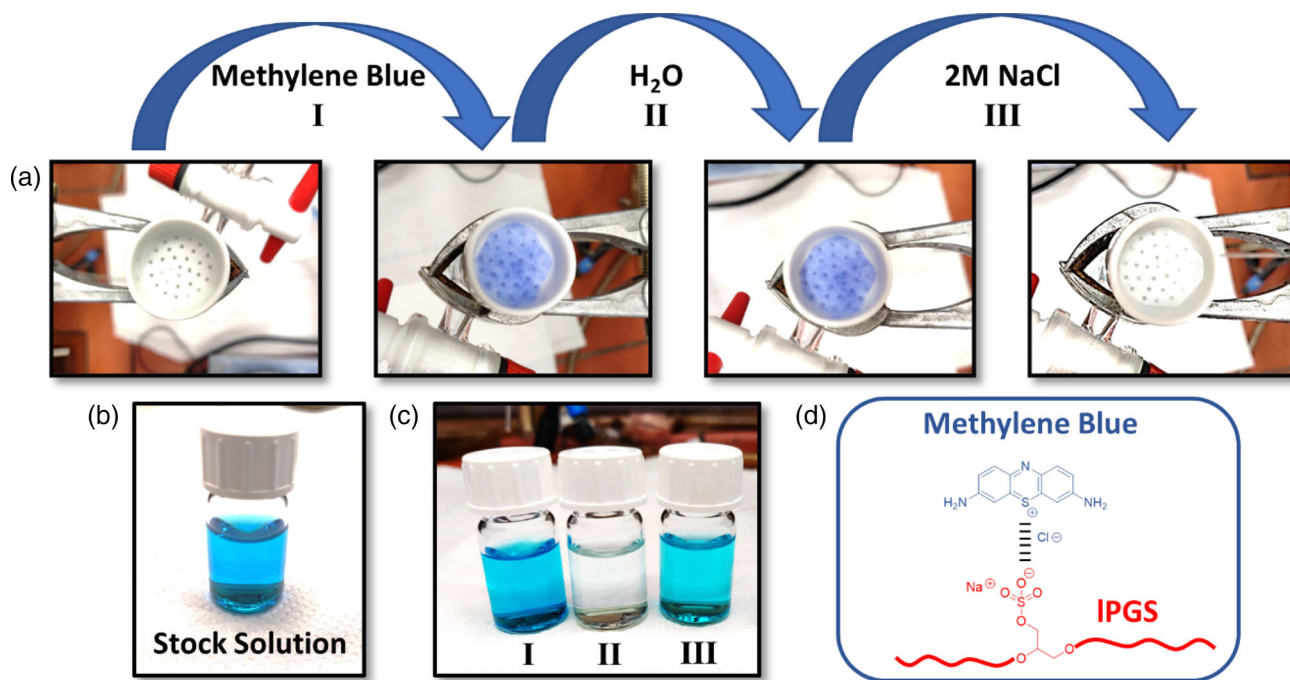 Methylene Blue
I
H₂O
II
2M NaCl
III
(a)
(b)
Stock Solution
(c)
I II III
(d)
Methylene Blue
N
H₂N S⊕ NH₂
Cl⊖
O⊖
Na⊕ O S O
O
O O
lPGS